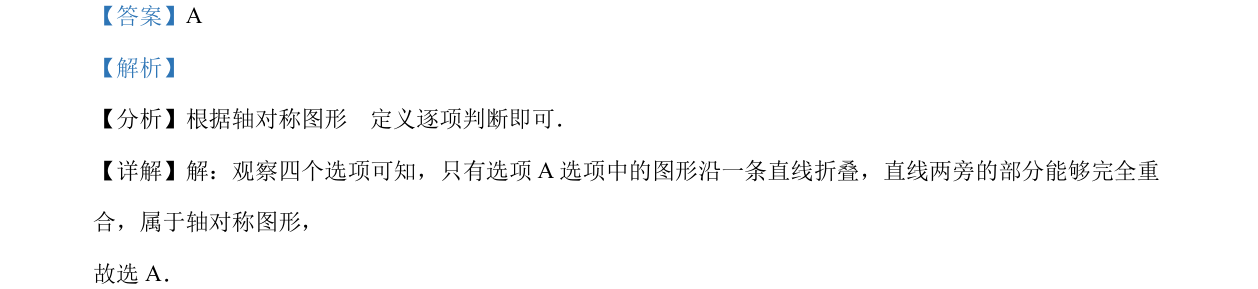 【答案】A
【解析】
【分析】根据轴对称图形　定义逐项判断即可．
【详解】解：观察四个选项可知，只有选项 A 选项中的图形沿一条直线折叠，直线两旁的部分能够完全重
合，属于轴对称图形，
故选 A．